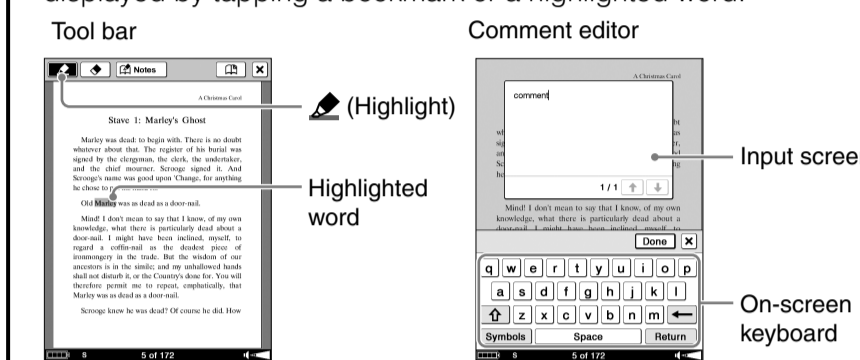 displayed by tapping a bookmark or a highlighted word.
Tool bar
Notes
A Christmas Carol
Stave 1: Marley's Ghost
Marley was dead: to begin with. There is no doubt
whatever about that. The register of his burial was
signed by the clergyman, the clerk, the undertaker,
and the chief mourner. Scrooge signed it. And
Scrooge's name was good upon 'Change, for anything
he chose to
Old Marley was as dead as a door-nail.
Mind! I don't mean to say that I know, of my own
knowledge, what there is particularly dead about a
door-nail. I might have been inclined, myself, to
regard a coffin-nail as the deadest piece of
ironmongery in the trade. But the wisdom of our
ancestors is in the simile; and my unhallowed hands
shall not disturb it, or the Country's done for. You will
therefore permit me to repeat, emphatically, that
Marley was as dead as a door-nail.
Scrooge knew he was dead? Of course he did. How
S 5 of 172
(Highlight)
Highlighted
word
Comment editor
A Christmas Carol
comment
1 / 1
Mind! I don't mean to say that I know, of my own
knowledge, what there is particularly dead about a
door-nail. I might have been inclined, myself, to
Done
q w e r t y u i o p
a s d f g h j k l
z x c v b n m
Symbols Space Return
S 5 of 172
Input scree
On-screen
keyboard